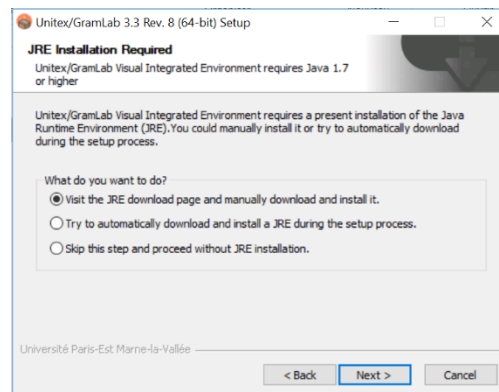 Unitex/GramLab 3.3 Rev. 8 (64-bit) Setup
JRE Installation Required
Unitex/GramLab Visual Integrated Environment requires Java 1.7
or higher
Unitex/GramLab Visual Integrated Environment requires a present installation of the Java
Runtime Environment (JRE).You could manually install it or try to automatically download
during the setup process.
What do you want to do?
Visit the JRE download page and manually download and install it.
Try to automatically download and install a JRE during the setup process.
Skip this step and proceed without JRE installation.
Université Paris-Est Marne-la-Vallée
< Back Next > Cancel